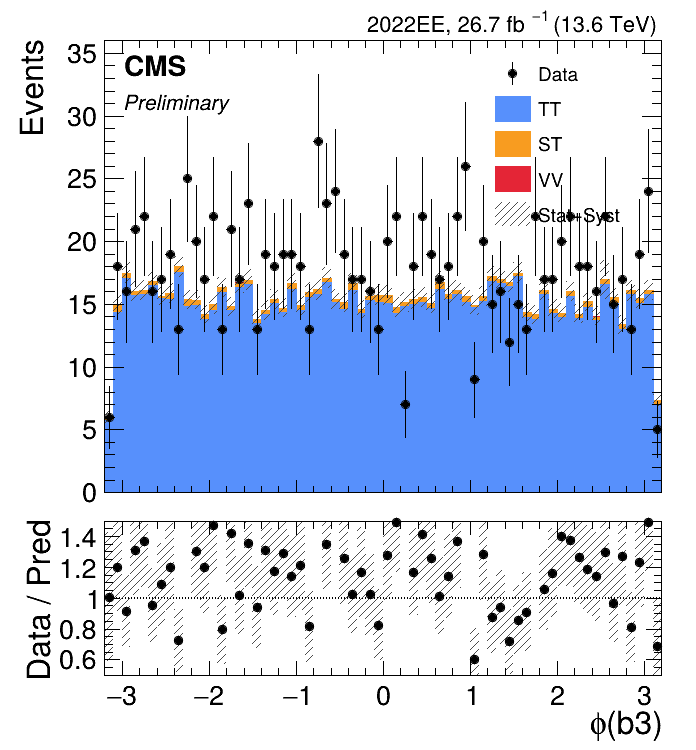 2022EE, 26.7 fb ⁻¹ (13.6 TeV)
CMS
Preliminary
Events
35
30
25
20
15
10
5
0
Data
TT
ST
VV
Stat+Syst
Data / Pred
1.4
1.2
1
0.8
0.6
−3 −2 −1 0 1 2 3
ϕ(b3)